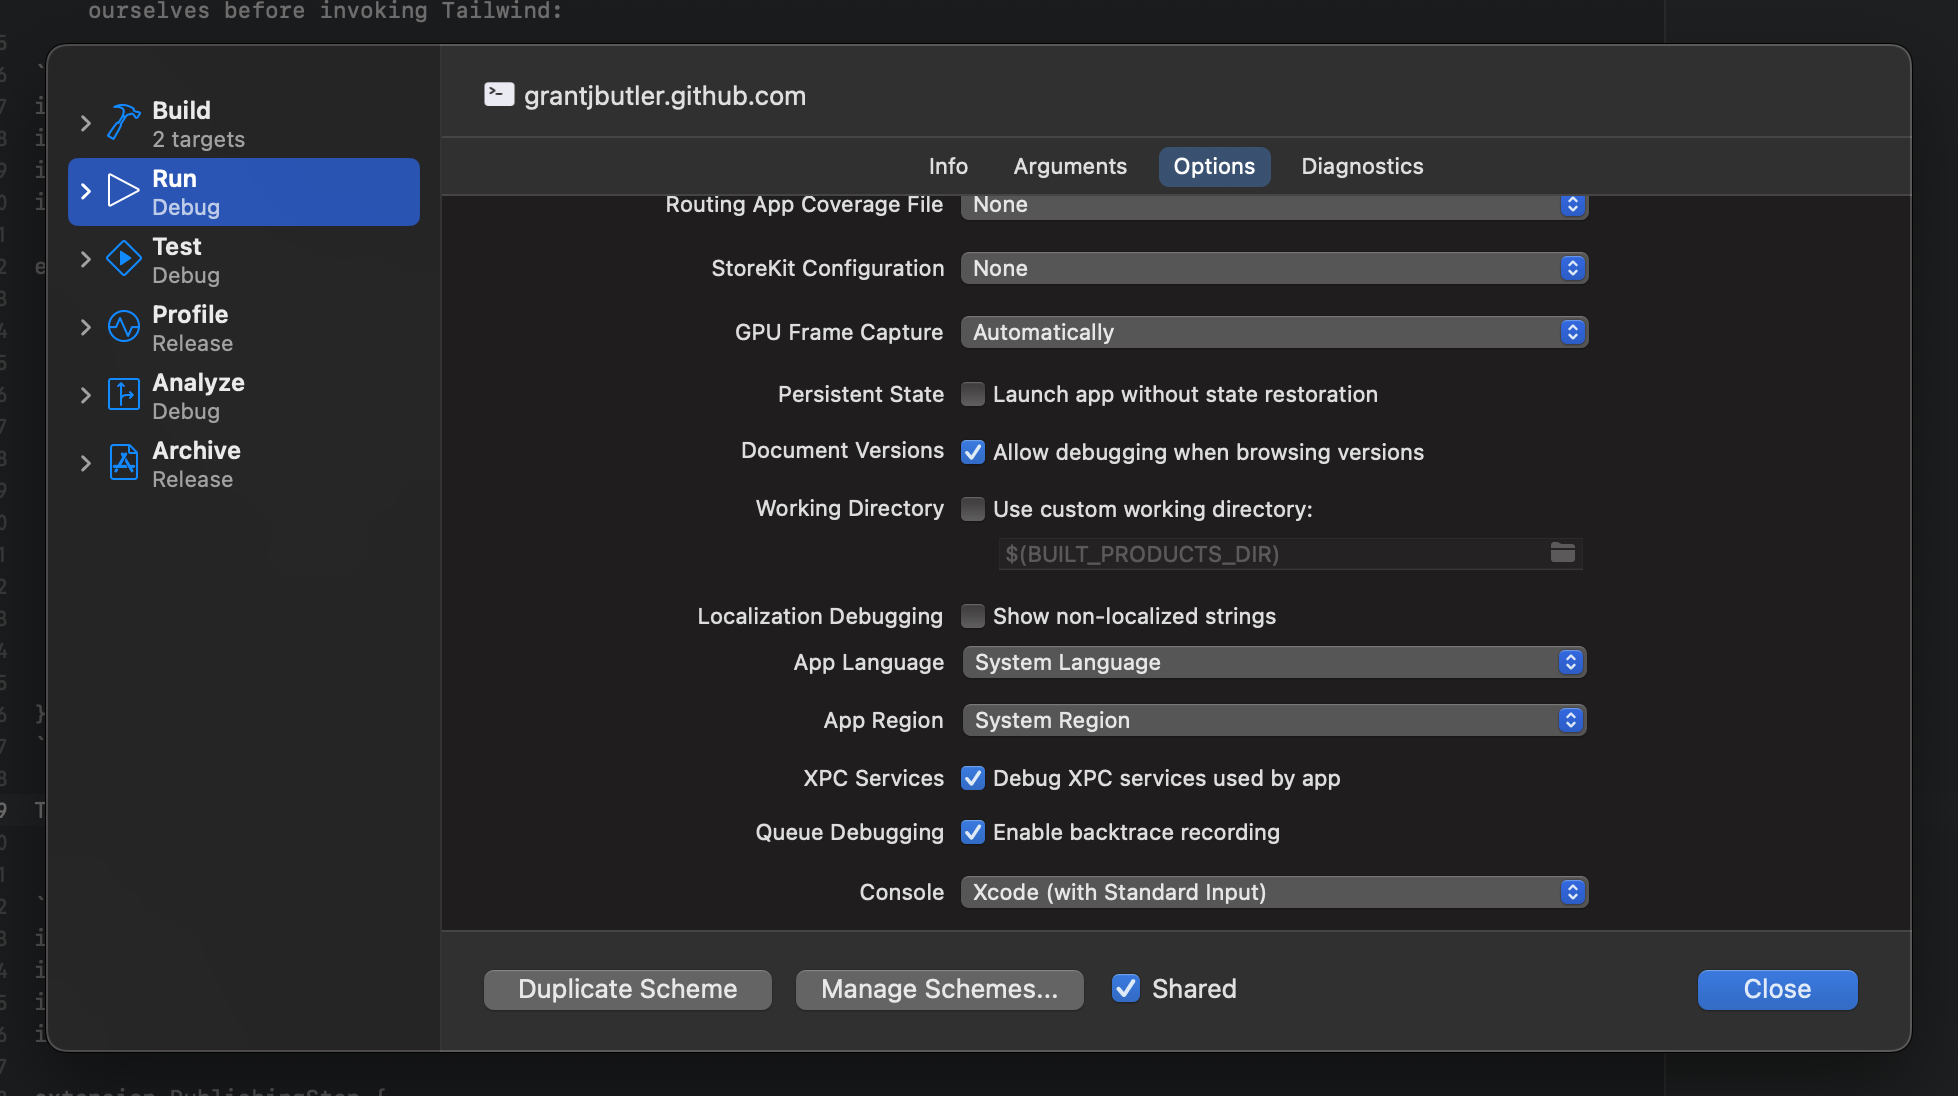 ourselves before invoking Tailwind:
Build
2 targets
Run
Debug
Test
Debug
Profile
Release
Analyze
Debug
Archive
Release
grantjbutler.github.com
Info Arguments Options Diagnostics
Routing App Coverage File None
StoreKit Configuration None
GPU Frame Capture Automatically
Persistent State Launch app without state restoration
Document Versions Allow debugging when browsing versions
Working Directory Use custom working directory:
$(BUILT_PRODUCTS_DIR)
Localization Debugging Show non-localized strings
App Language System Language
App Region System Region
XPC Services Debug XPC services used by app
Queue Debugging Enable backtrace recording
Console Xcode (with Standard Input)
Duplicate Scheme Manage Schemes... Shared Close
extension PublishingStep {